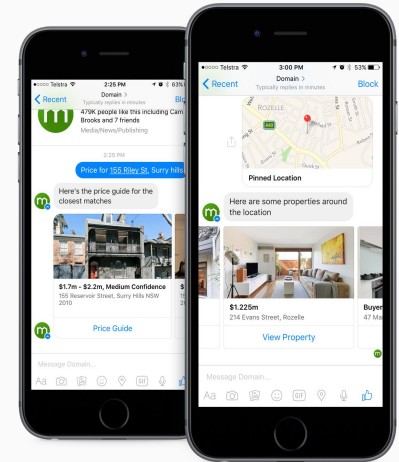 Telstra
2:25 PM
63%
Recent
Domain >
Typically replies in minutes
479K people like this including Cam
Brooks and 7 friends
Media/News/Publishing
2:25 PM
Price for 155 Riley St, Surry hills
Here's the price guide for the
closest matches
$1.7m - $2.2m, Medium Confidence
155 Reservoir Street, Surry Hills NSW
2010
Price Guide
Message Domain...
Aa
GIF
Telstra
3:00 PM
53%
Recent
Domain >
Typically replies in minutes
Block
ROZELLE
A40
Pinned Location
Here are some properties around
the location
$1.225m
214 Evans Street, Rozelle
Buyer
47 Ma
View Property
Message Domain...
Aa
GIF